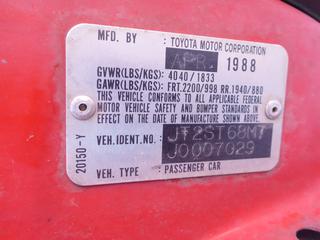 MFD. BY : TOYOTA MOTOR CORPORATION
APR. 1988
GVWR(LBS/KGS): 4040/1833
GAWR(LBS/KGS): FRT.2200/998 RR.1940/880
THIS VEHICLE CONFORMS TO ALL APPLICABLE FEDERAL
MOTOR VEHICLE SAFETY AND BUMPER STANDARDS IN
EFFECT ON THE DATE OF MANUFACTURE SHOWN ABOVE.
VEH.IDENT.NO.: JT2ST68M7
J0007029
VEH. TYPE : PASSENGER CAR
20150-Y